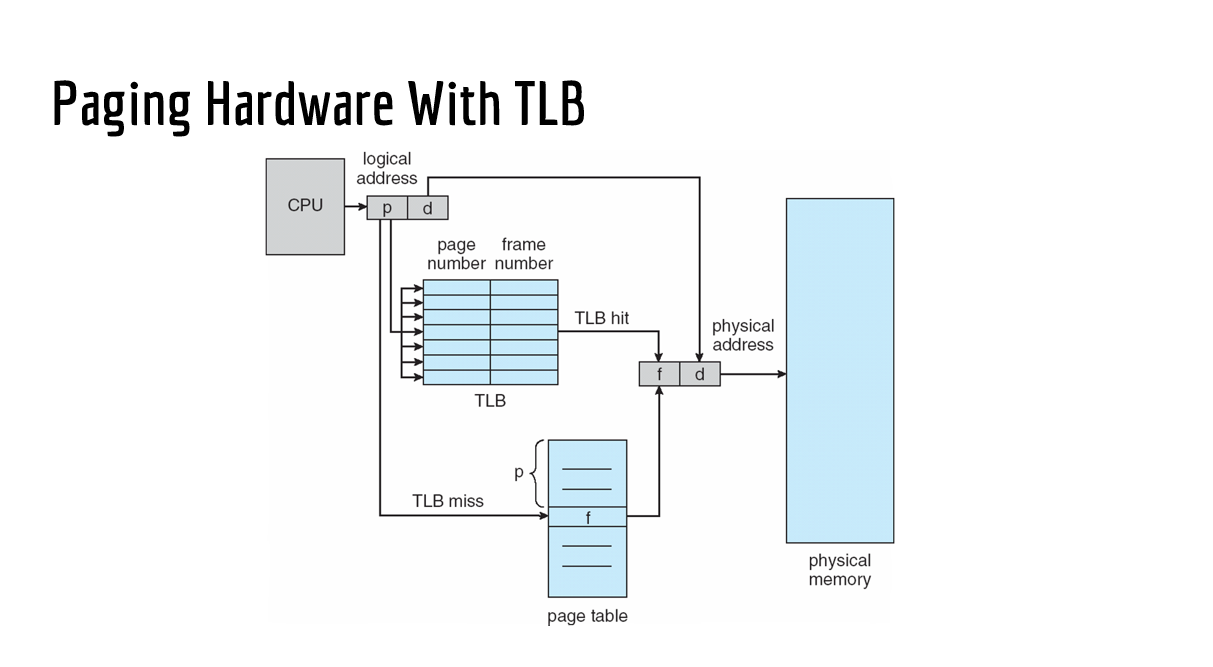 Paging Hardware With TLB
logical
address
CPU
p
d
page
number
frame
number
TLB hit
physical
address
f
d
TLB
p
TLB miss
f
physical
memory
page table